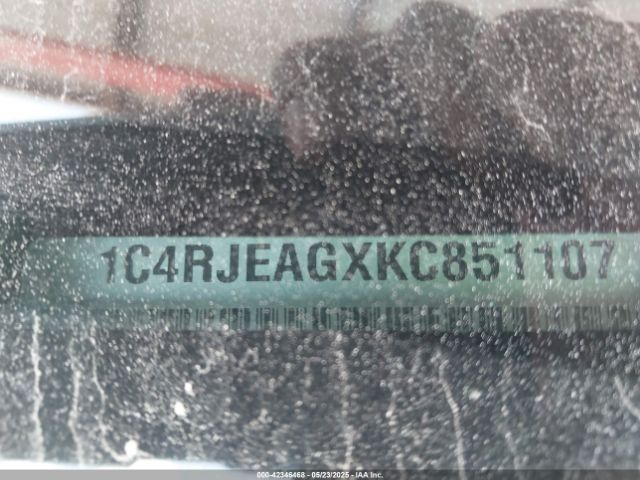 1C4RJEAGXKC851107
000-42346468 - 05/23/2025 - IAA Inc.